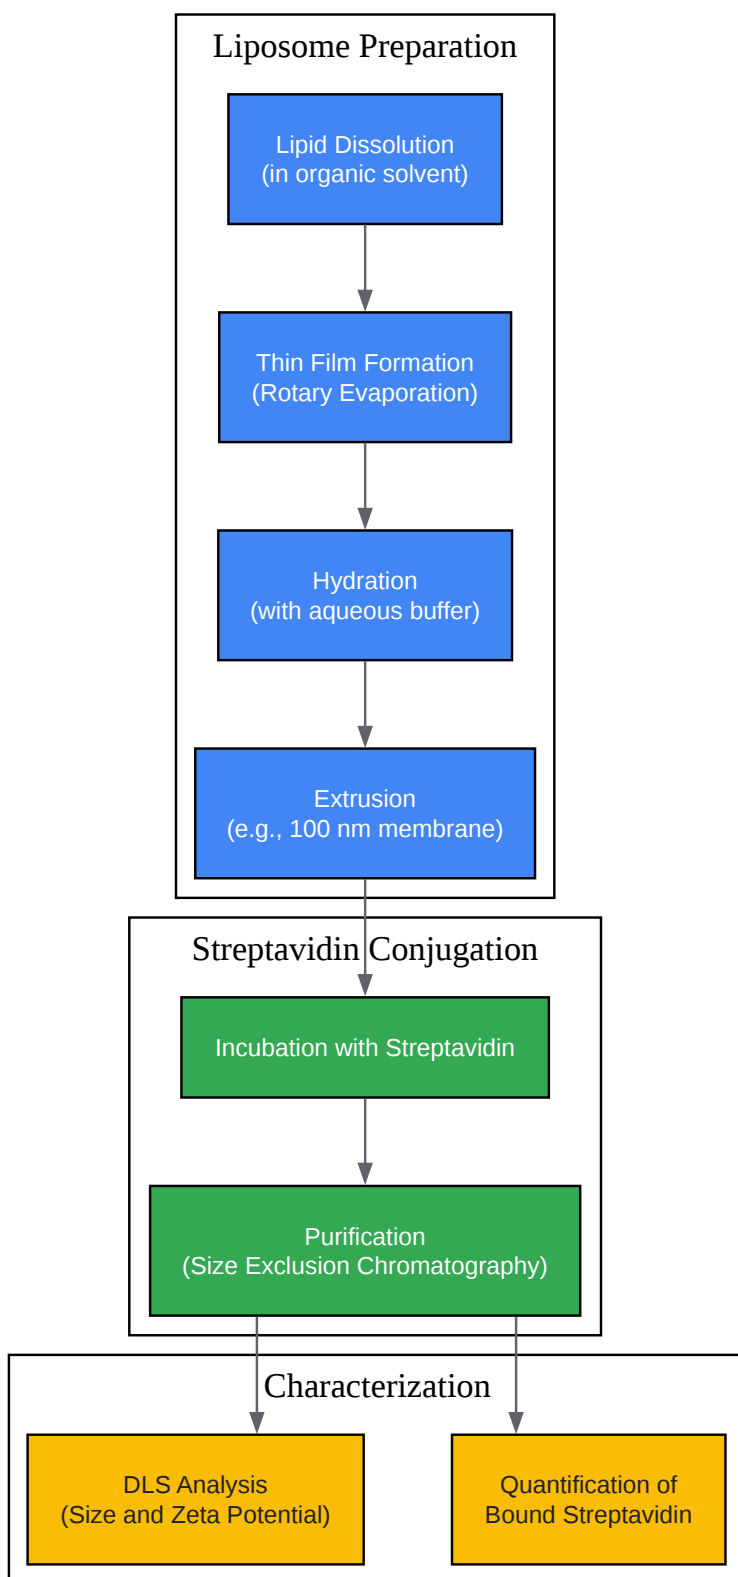 Liposome Preparation
Lipid Dissolution
(in organic solvent)
Thin Film Formation
(Rotary Evaporation)
Hydration
(with aqueous buffer)
Extrusion
(e.g., 100 nm membrane)
Streptavidin Conjugation
Incubation with Streptavidin
Purification
(Size Exclusion Chromatography)
Characterization
DLS Analysis
(Size and Zeta Potential)
Quantification of
Bound Streptavidin